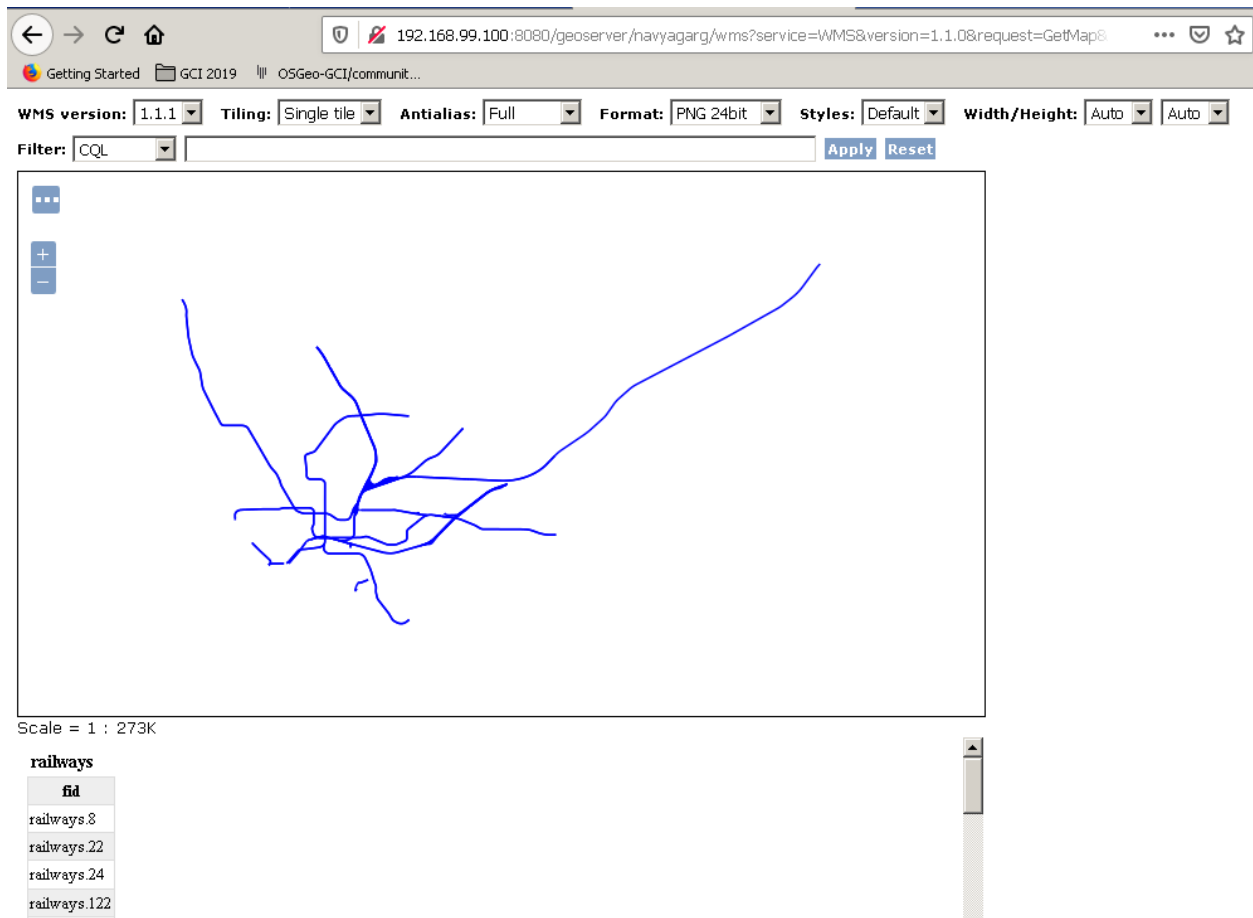 192.168.99.100:8080/geoserver/navyagarg/wms?service=WMS&version=1.1.0&request=GetMap&
Getting Started GCI 2019 OSGeo-GCI/communit...
WMS version: 1.1.1 Tiling: Single tile Antialias: Full Format: PNG 24bit Styles: Default Width/Height: Auto Auto
Filter: CQL Apply Reset
Scale = 1 : 273K
railways
fid
railways.8
railways.22
railways.24
railways.122